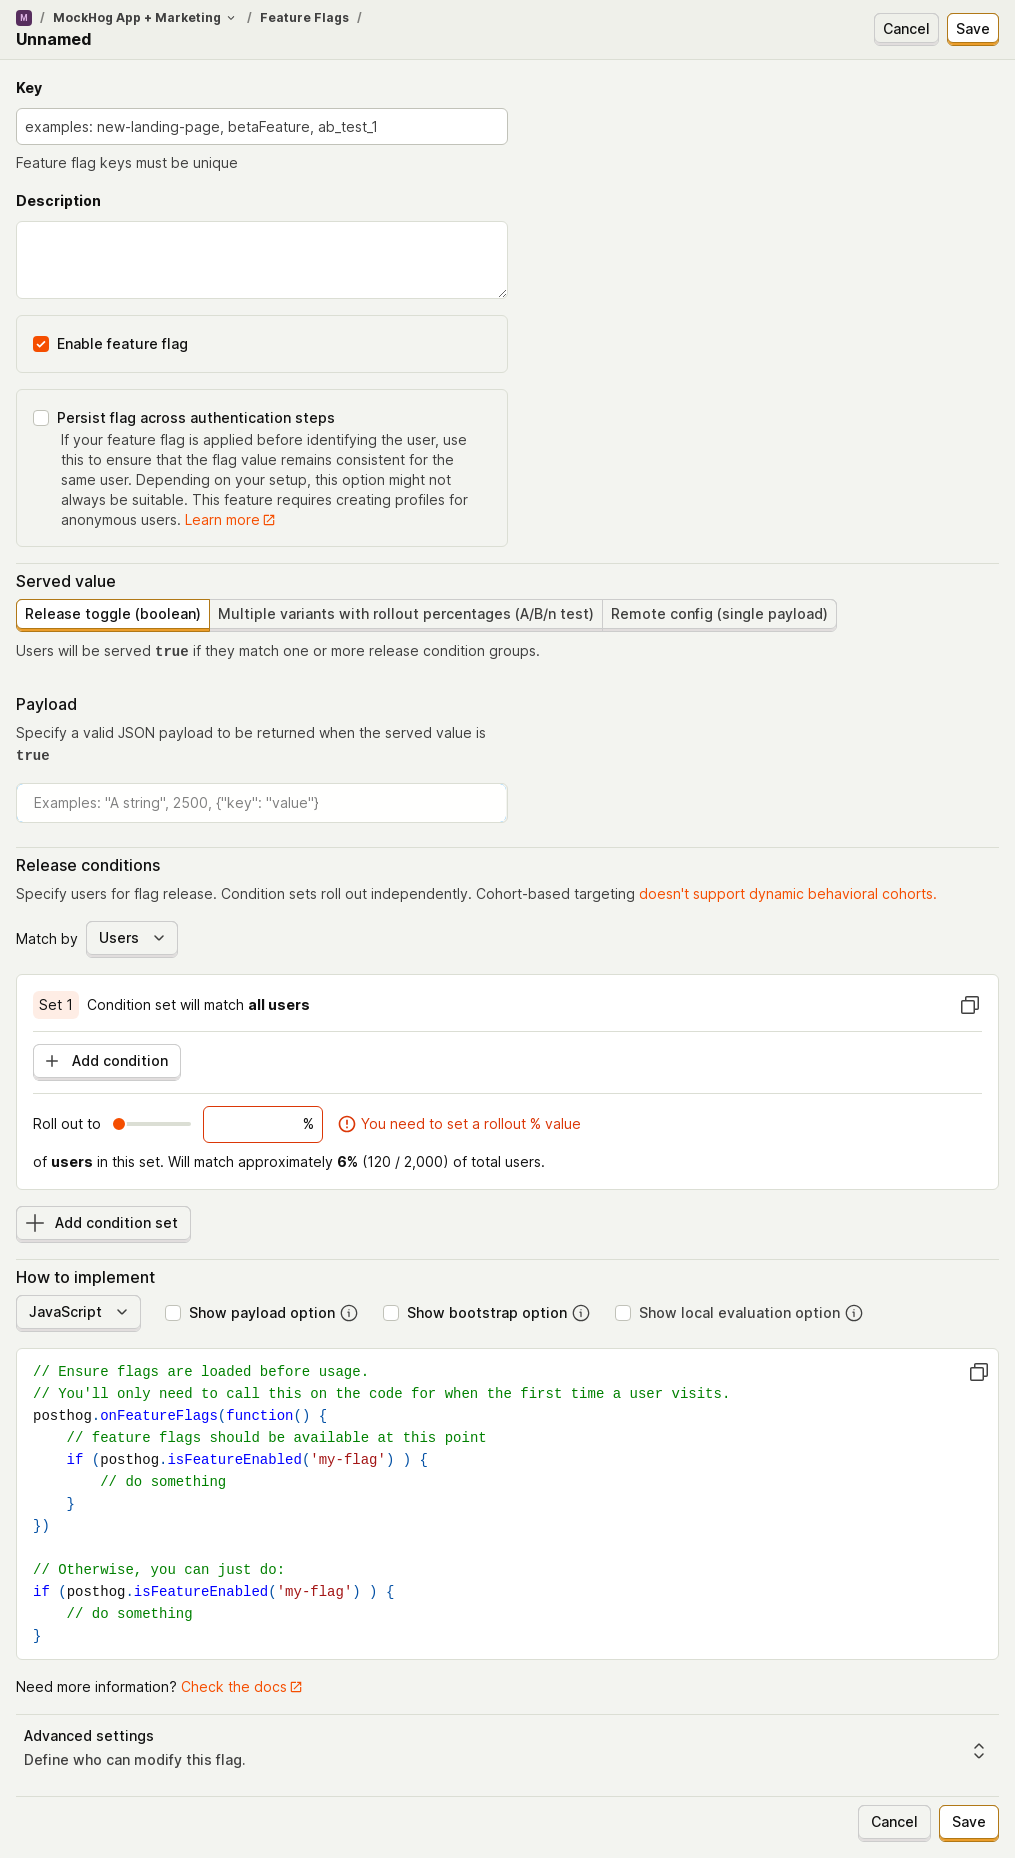 M / MockHog App + Marketing / Feature Flags /
Unnamed
Cancel
Save
Key
examples: new-landing-page, betaFeature, ab_test_1
Feature flag keys must be unique
Description
Enable feature flag
Persist flag across authentication steps
If your feature flag is applied before identifying the user, use
this to ensure that the flag value remains consistent for the
same user. Depending on your setup, this option might not
always be suitable. This feature requires creating profiles for
anonymous users. Learn more
Served value
Release toggle (boolean) Multiple variants with rollout percentages (A/B/n test) Remote config (single payload)
Users will be served true if they match one or more release condition groups.
Payload
Specify a valid JSON payload to be returned when the served value is
true
Examples: "A string", 2500, {"key": "value"}
Release conditions
Specify users for flag release. Condition sets roll out independently. Cohort-based targeting doesn't support dynamic behavioral cohorts.
Match by Users
Set 1 Condition set will match all users
Add condition
Roll out to % You need to set a rollout % value
of users in this set. Will match approximately 6% (120 / 2,000) of total users.
Add condition set
How to implement
JavaScript Show payload option Show bootstrap option Show local evaluation option
// Ensure flags are loaded before usage.
// You'll only need to call this on the code for when the first time a user visits.
posthog.onFeatureFlags(function() {
    // feature flags should be available at this point
    if (posthog.isFeatureEnabled('my-flag') ) {
        // do something
    }
})
// Otherwise, you can just do:
if (posthog.isFeatureEnabled('my-flag') ) {
    // do something
}
Need more information? Check the docs
Advanced settings
Define who can modify this flag.
Cancel
Save